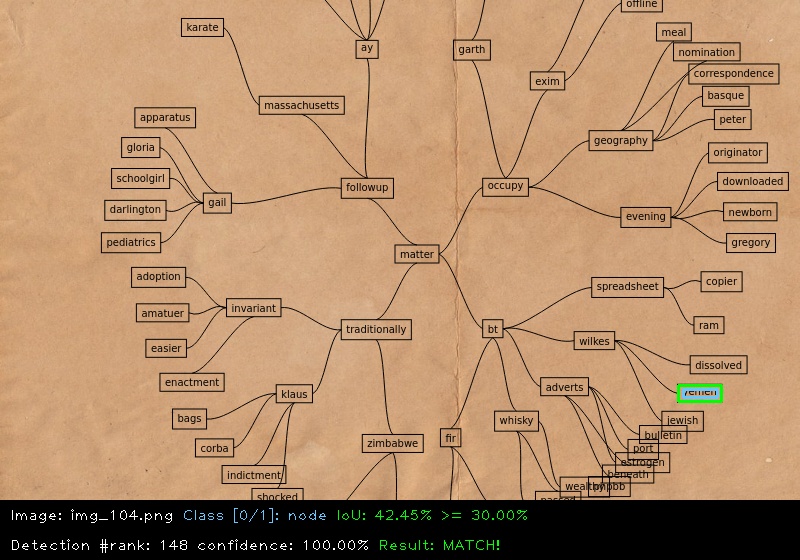 offline
karate
meal
ay
garth
nomination
exim
correspondence
basque
massachusetts
apparatus
peter
geography
gloria
originator
schoolgirl
downloaded
followup
occupy
gail
darlington
newborn
evening
pediatrics
gregory
matter
adoption
copier
spreadsheet
invariant
amatuer
ram
traditionally
bt
wilkes
easier
dissolved
enactment
adverts
yemen
klaus
bags
whisky
jewish
bulletin
zimbabwe
fir
corba
port
estrogen
indictment
beneath
wealth
phpbb
shocked
passed
Image: img_104.png Class [0/1]: node IoU: 42.45% >= 30.00%
Detection #rank: 148 confidence: 100.00% Result: MATCH!